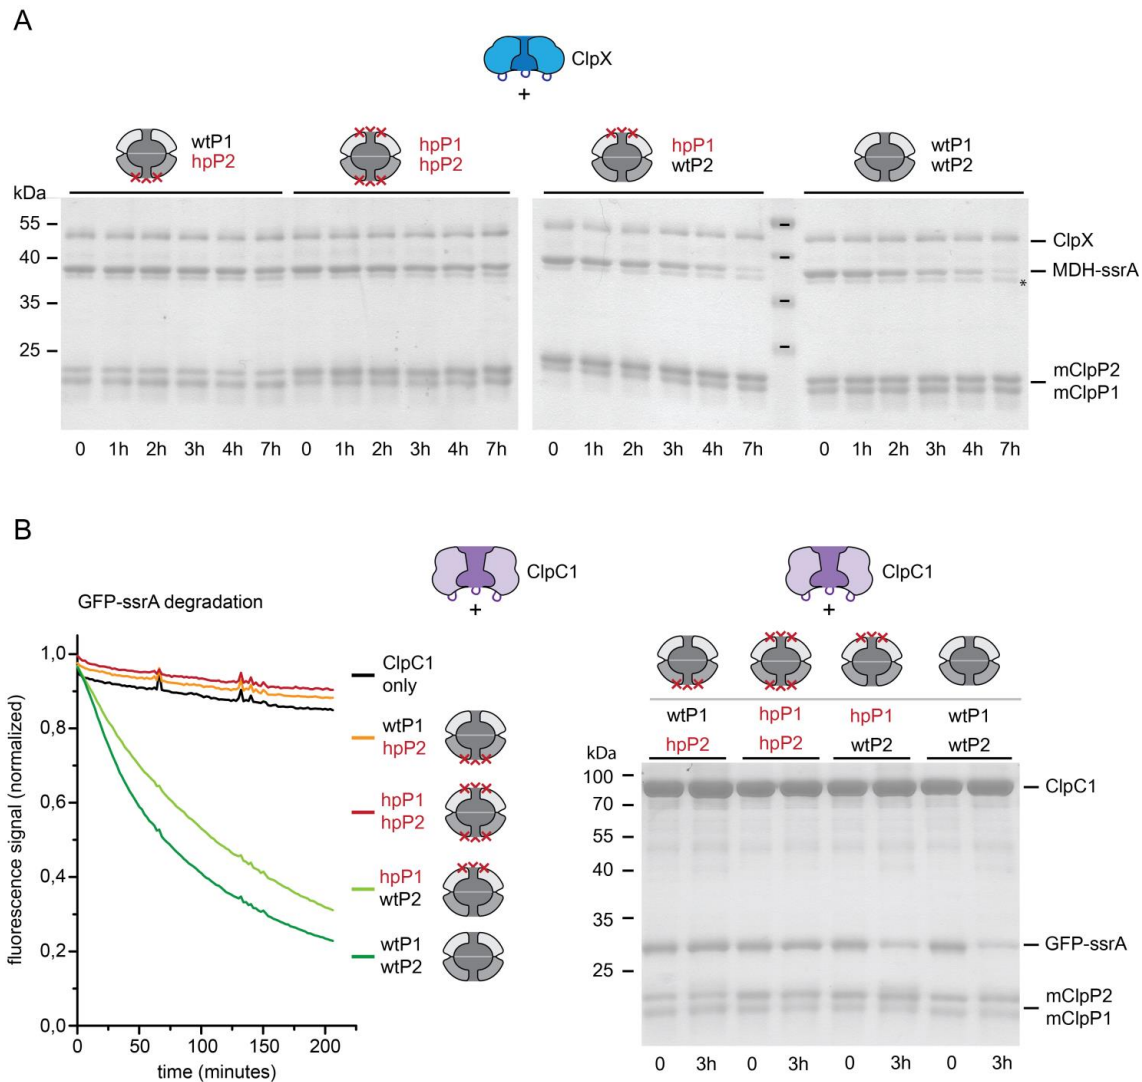 A
ClpX
+
wtP1
hpP2
hpP1
hpP2
hpP1
wtP2
wtP1
wtP2
kDa
55
40
35
25
ClpX
MDH-ssrA
*
mClpP2
mClpP1
0 1h 2h 3h 4h 7h 0 1h 2h 3h 4h 7h 0 1h 2h 3h 4h 7h 0 1h 2h 3h 4h 7h
B
ClpC1
+
GFP-ssrA degradation
fluorescence signal (normalized)
1,0
0,8
0,6
0,4
0,2
0,0
0 50 100 150 200
time (minutes)
ClpC1
only
wtP1
hpP2
hpP1
hpP2
hpP1
wtP2
wtP1
wtP2
ClpC1
+
wtP1 hpP1 hpP1 wtP1
hpP2 hpP2 wtP2 wtP2
kDa
100
70
55
40
35
25
ClpC1
GFP-ssrA
mClpP2
mClpP1
0 3h 0 3h 0 3h 0 3h